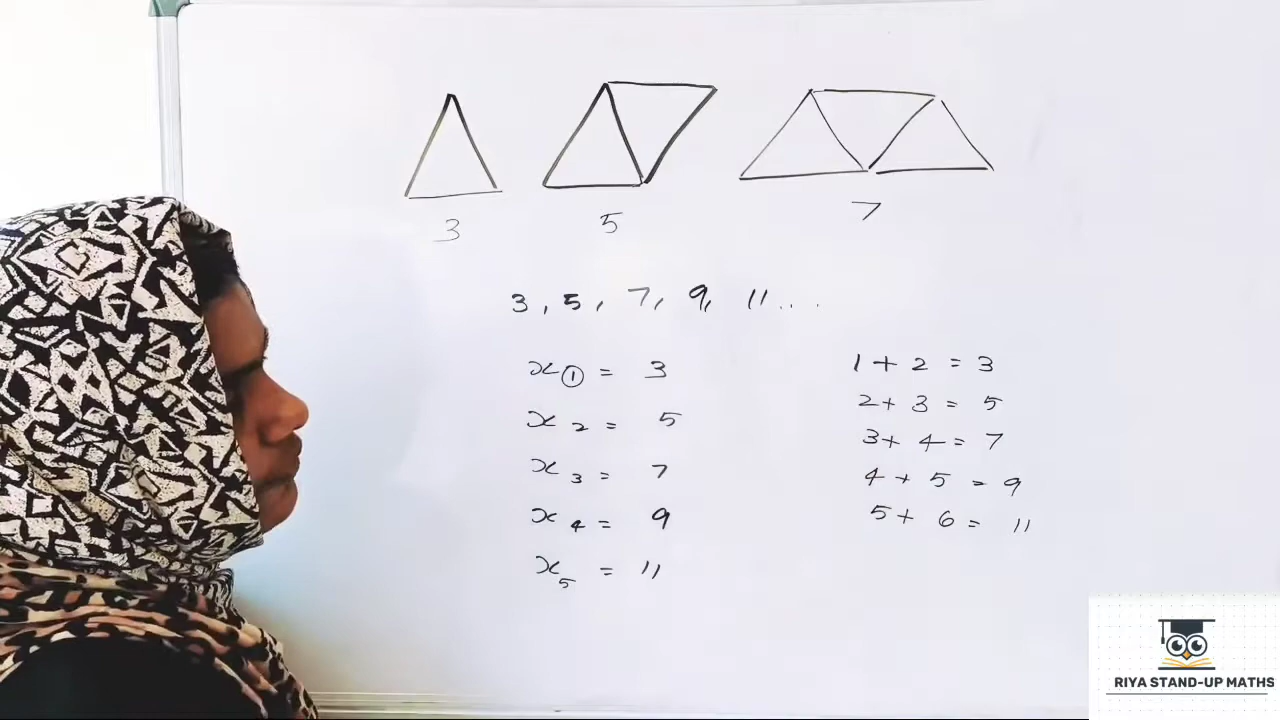 3 5 7
3, 5, 7, 9, 11 ....
x₁ = 3
x₂ = 5
x₃ = 7
x₄ = 9
x₅ = 11
1 + 2 = 3
2 + 3 = 5
3 + 4 = 7
4 + 5 = 9
5 + 6 = 11
RIYA STAND-UP MATHS